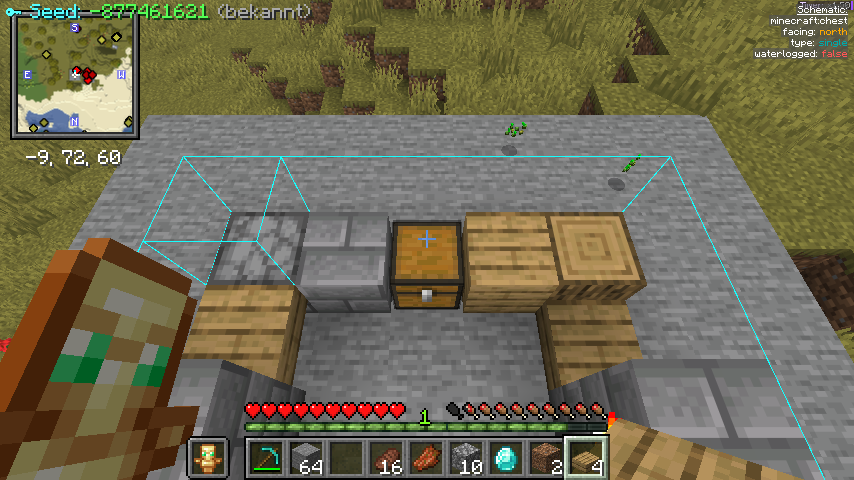 Seed: -877461621 (bekannt)
S
E
W
N
-9, 72, 60
Schematic:
minecraft:chest
facing: north
type: single
waterlogged: false
1
64
16
10
2
4